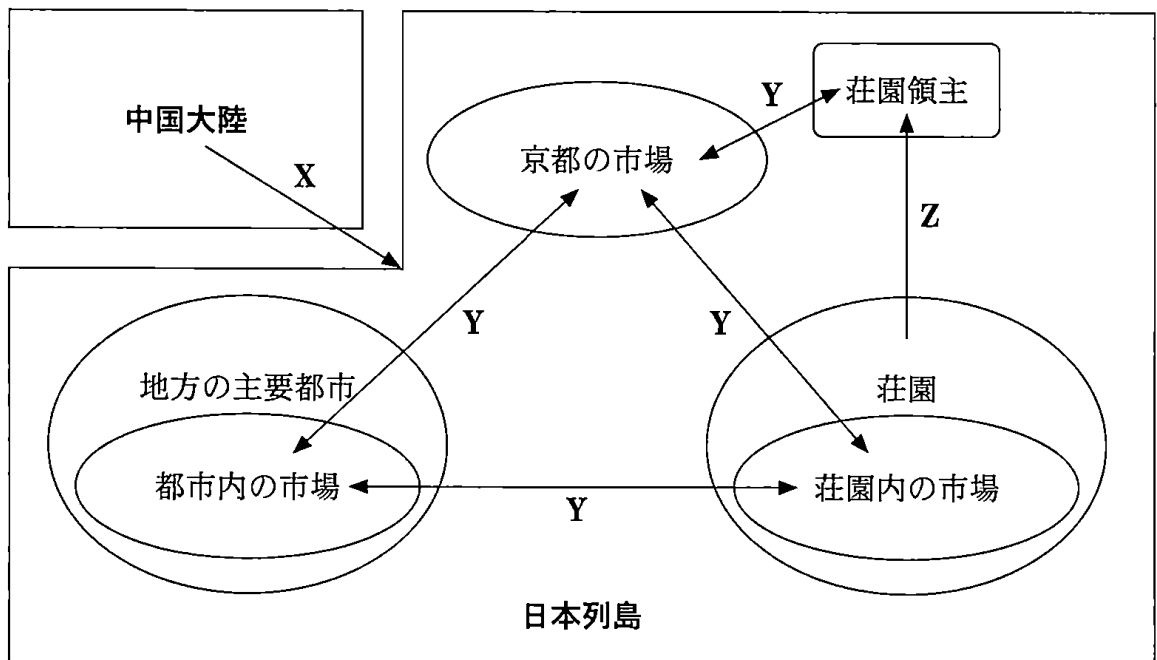 中国大陸
X
京都の市場
Y
荘園領主
Z
Y
Y
地方の主要都市
荘園
都市内の市場
Y
荘園内の市場
日本列島